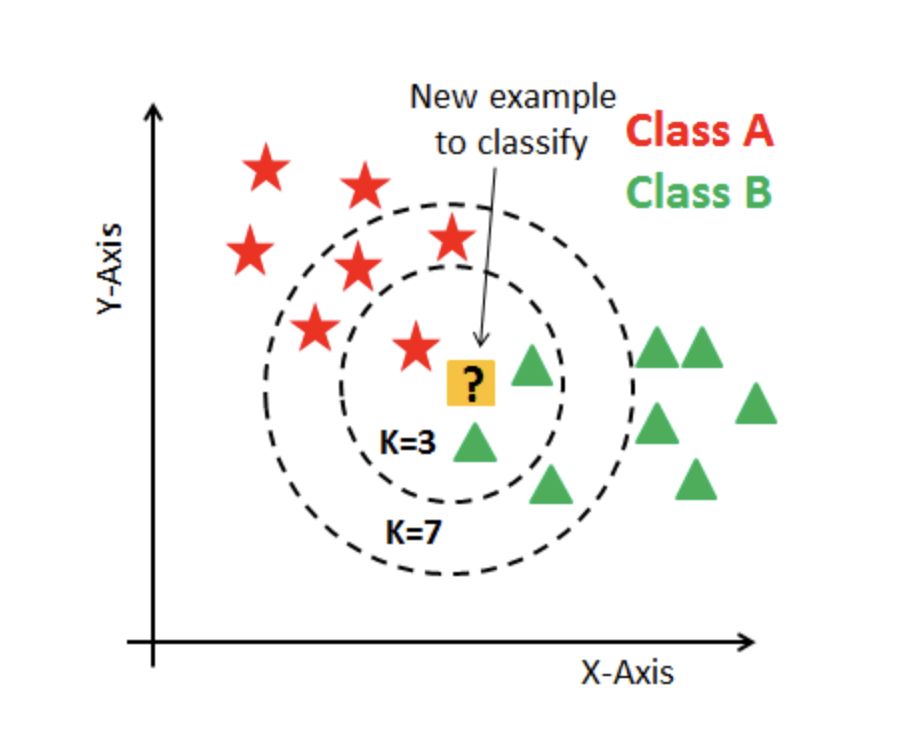 New example
to classify
Class A
Class B
Y-Axis
?
K=3
K=7
X-Axis